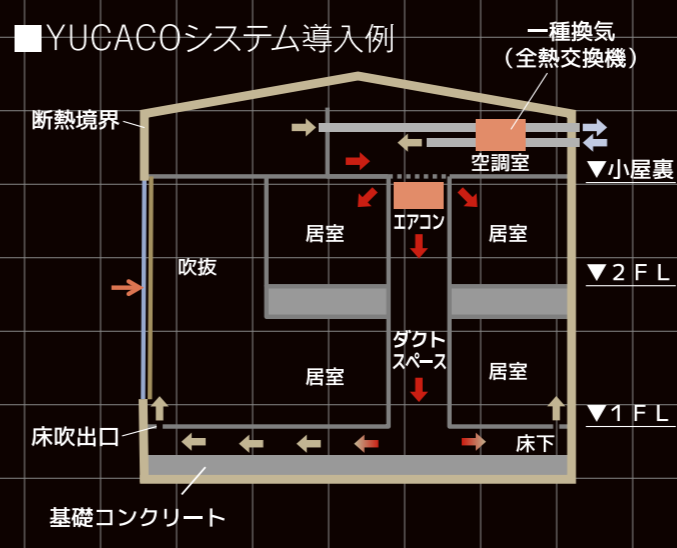 ■YUCACOシステム導入例
一種換気
(全熱交換機)
断熱境界
空調室
▼小屋裏
エアコン
居室
居室
吹抜
▼2FL
ダクト
スペース
居室
居室
▼1FL
床吹出口
床下
基礎コンクリート